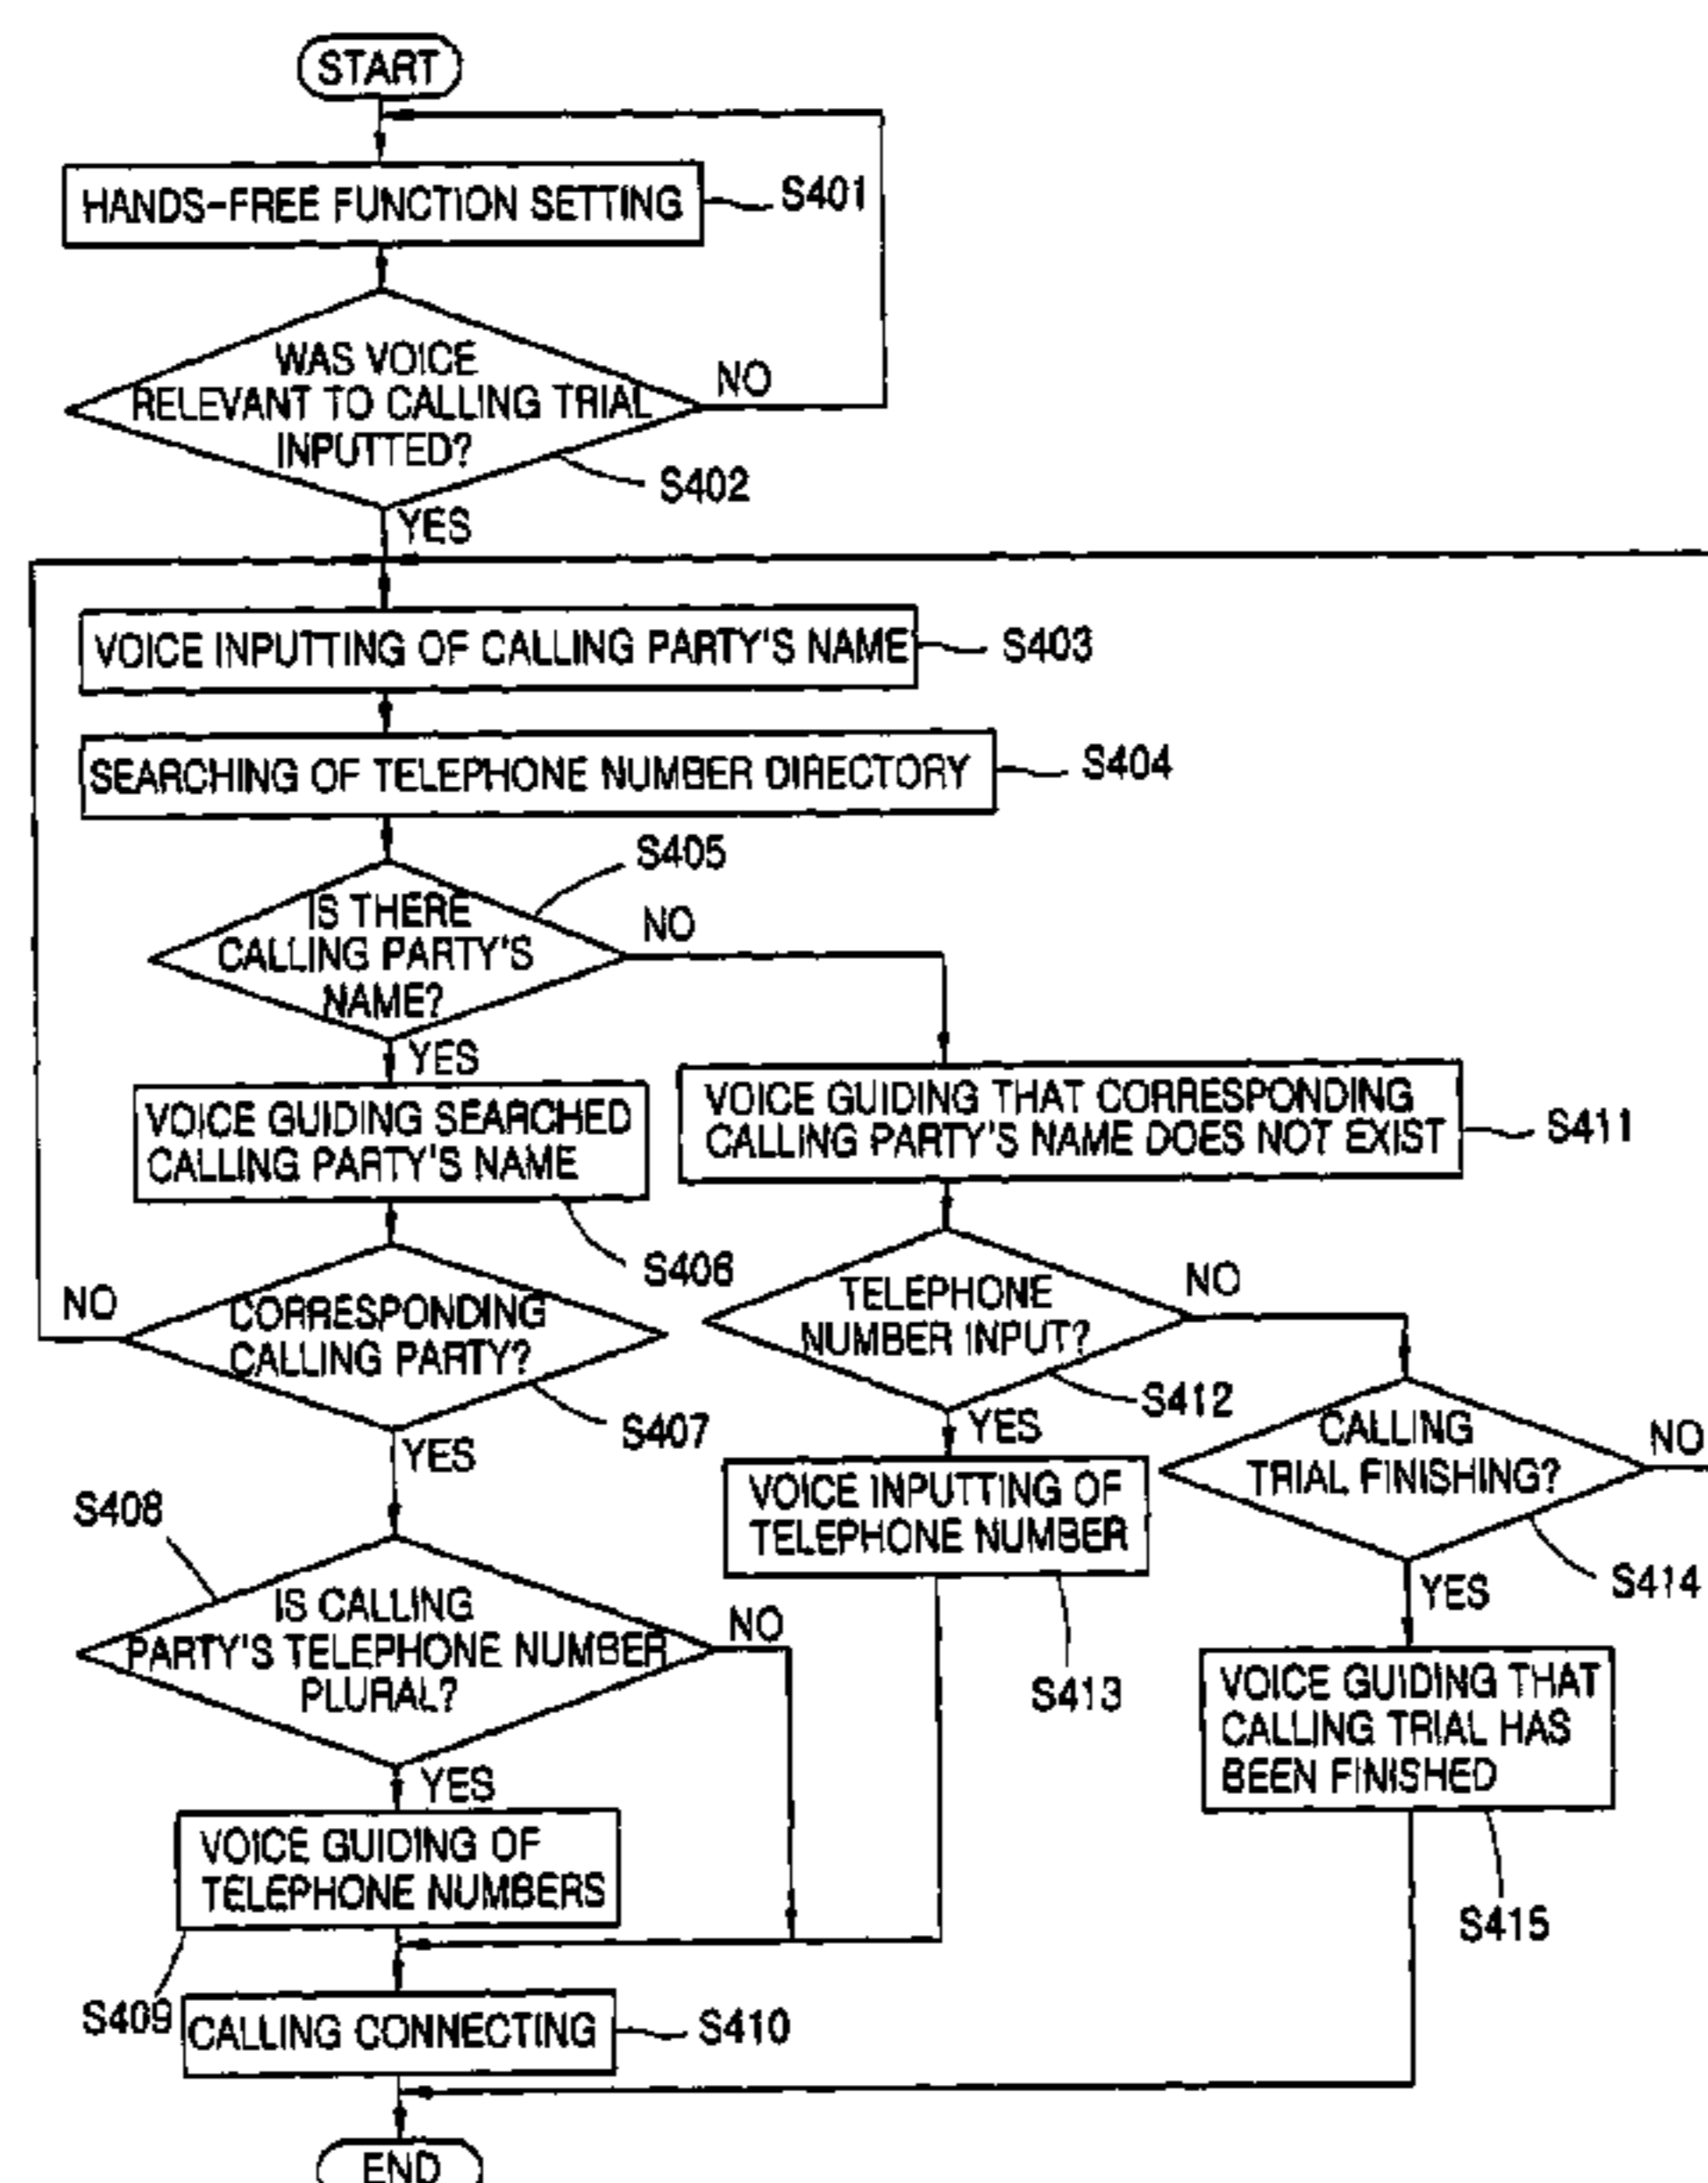 START
HANDS-FREE FUNCTION SETTING
S401
WAS VOICE
RELEVANT TO CALLING TRIAL
INPUTTED?
NO
S402
YES
VOICE INPUTTING OF CALLING PARTY'S NAME
S403
SEARCHING OF TELEPHONE NUMBER DIRECTORY
S404
S405
IS THERE
CALLING PARTY'S
NAME?
NO
YES
VOICE GUIDING SEARCHED
CALLING PARTY'S NAME
S406
VOICE GUIDING THAT CORRESPONDING
CALLING PARTY'S NAME DOES NOT EXIST
S411
NO
CORRESPONDING
CALLING PARTY?
S407
YES
TELEPHONE
NUMBER INPUT?
NO
S412
YES
CALLING
TRIAL FINISHING?
NO
S414
YES
VOICE INPUTTING OF
TELEPHONE NUMBER
S413
S408
IS CALLING
PARTY'S TELEPHONE NUMBER
PLURAL?
NO
YES
VOICE GUIDING THAT
CALLING TRIAL HAS
BEEN FINISHED
S415
VOICE GUIDING OF
TELEPHONE NUMBERS
S409
CALLING CONNECTING
S410
END